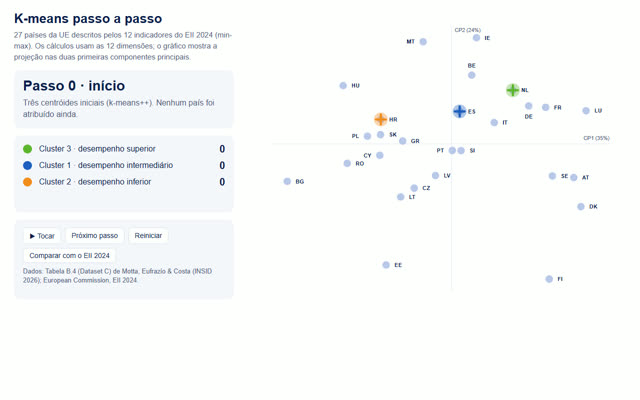 K-means passo a passo
27 países da UE descritos pelos 12 indicadores do EII 2024 (min-
max). Os cálculos usam as 12 dimensões; o gráfico mostra a
projeção nas duas primeiras componentes principais.
Passo 0 · início
Três centróides iniciais (k-means++). Nenhum país foi
atribuído ainda.
Cluster 3 · desempenho superior 0
Cluster 1 · desempenho intermediário 0
Cluster 2 · desempenho inferior 0
▶ Tocar Próximo passo Reiniciar
Comparar com o EII 2024
Dados: Tabela B.4 (Dataset C) de Motta, Eufrazio & Costa (INSID
2026); European Commission, EII 2024.
CP2 (24%)
IE
MT
BE
HU
NL
FR
LU
ES
DE
HR
IT
SK
PL
GR
CP1 (35%)
PT
SI
CY
RO
LV
SE
AT
BG
CZ
LT
DK
EE
FI